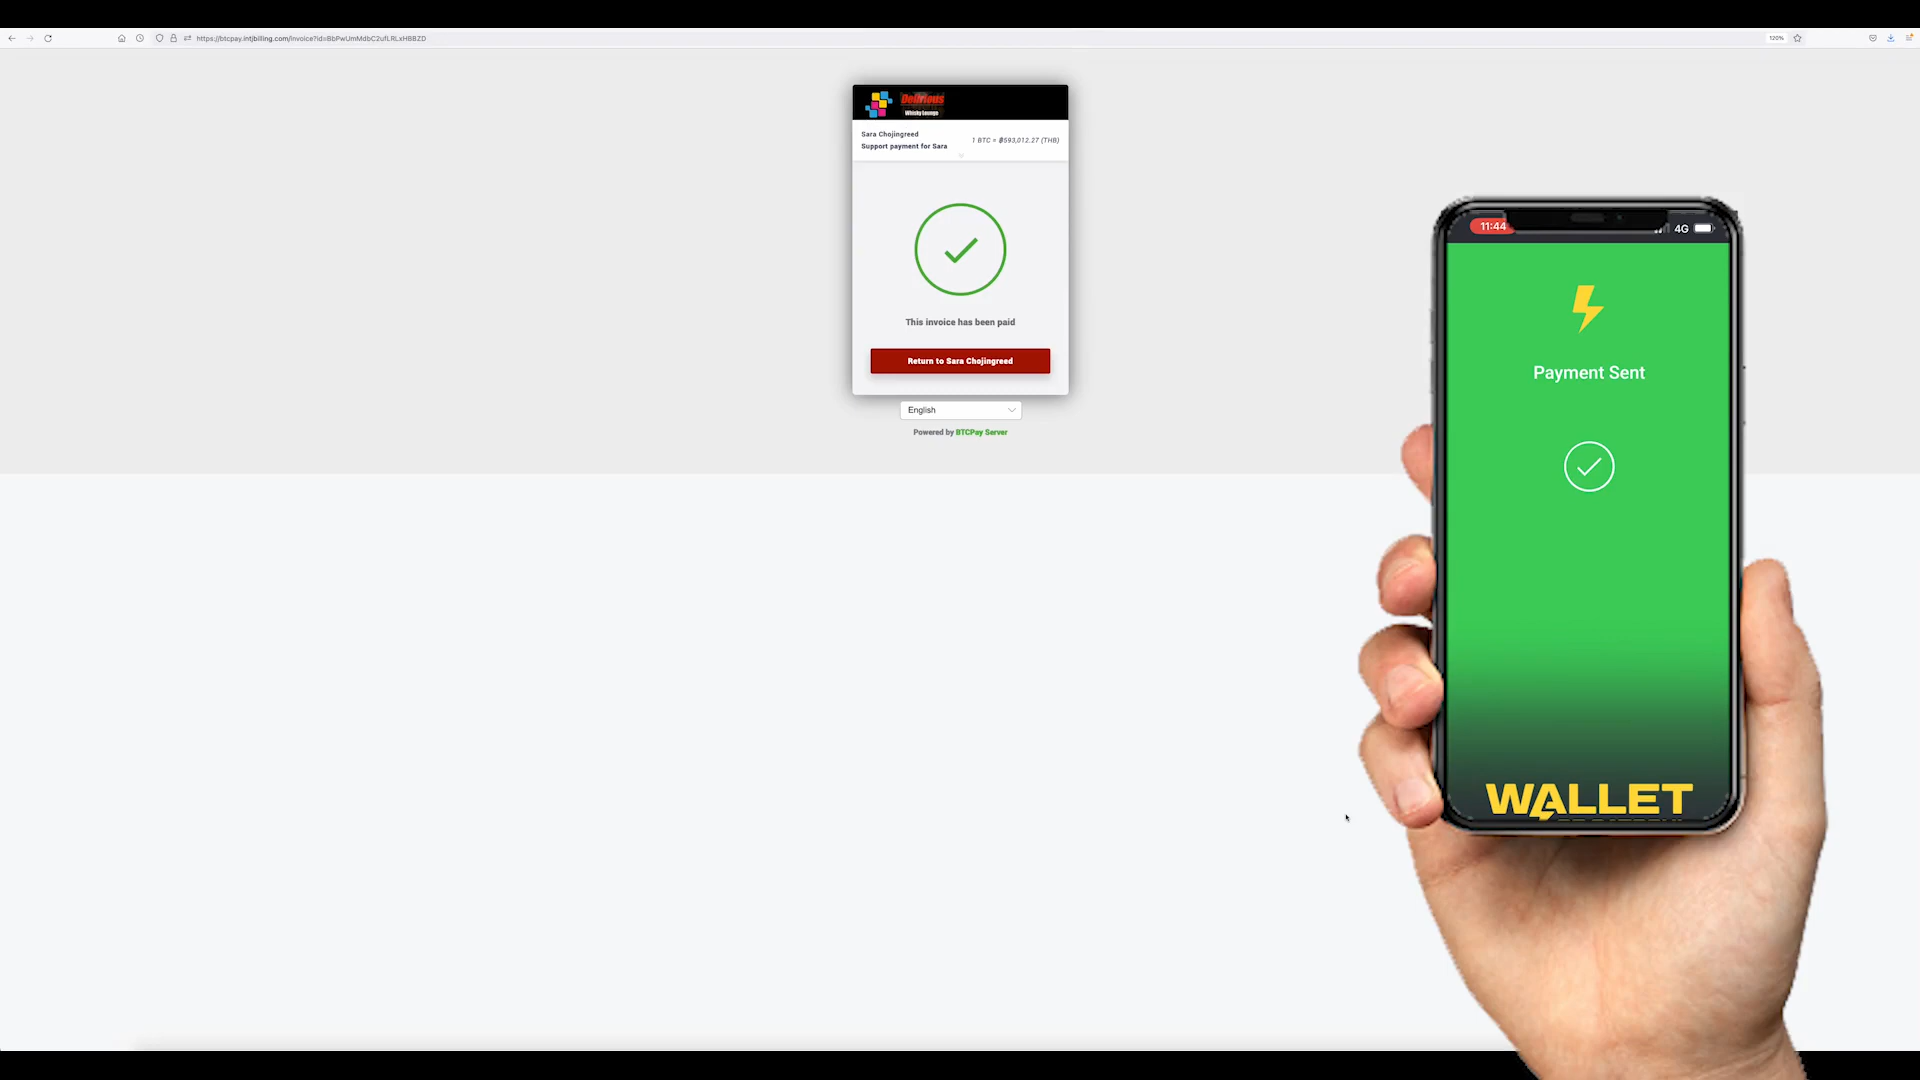 https://btcpay.intjbilling.com/invoice?id=BbPwUmMdbC2ufLRLxHBBZD
120%
Delirious
Whisky Lounge
Sara Chojingreed
Support payment for Sara
1 BTC = ฿593,012.27 (THB)
This invoice has been paid
Return to Sara Chojingreed
English
Powered by BTCPay Server
11:44
4G
Payment Sent
WALLET